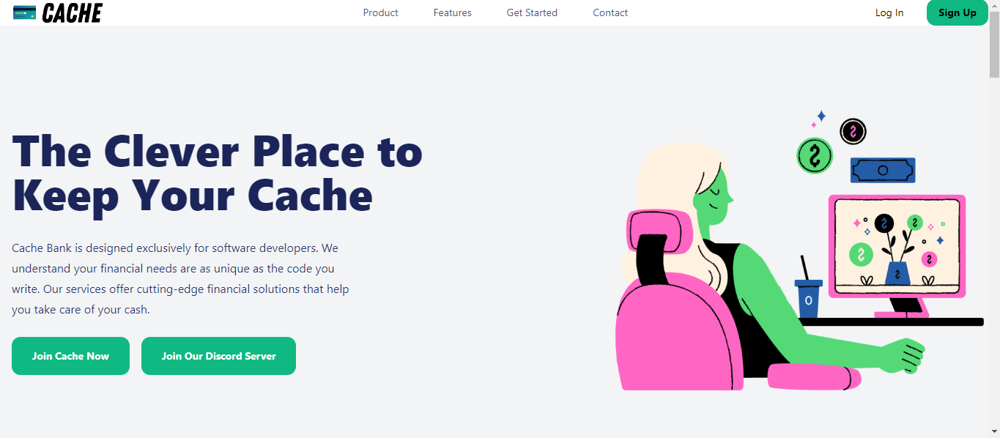 CACHE
Product
Features
Get Started
Contact
Log In
Sign Up
The Clever Place to
Keep Your Cache
Cache Bank is designed exclusively for software developers. We
understand your financial needs are as unique as the code you
write. Our services offer cutting-edge financial solutions that help
you take care of your cash.
Join Cache Now
Join Our Discord Server